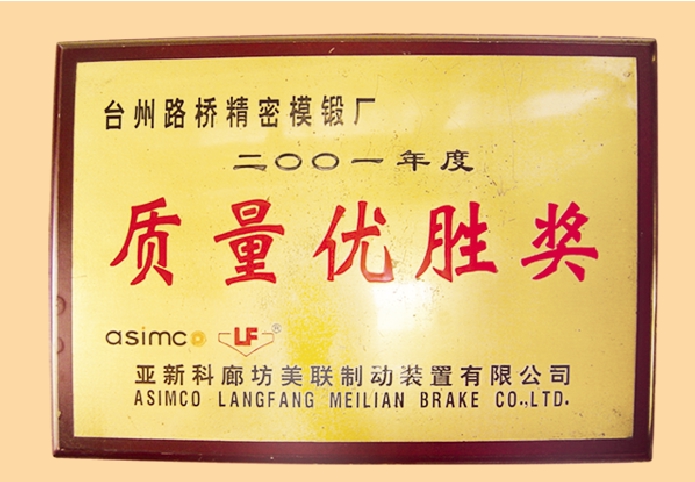 台州路桥精密模锻厂
二〇〇一年度
质量优胜奖
asimco LF®
亚新科廊坊美联制动装置有限公司
ASIMCO LANGFANG MEILIAN BRAKE CO.,LTD.